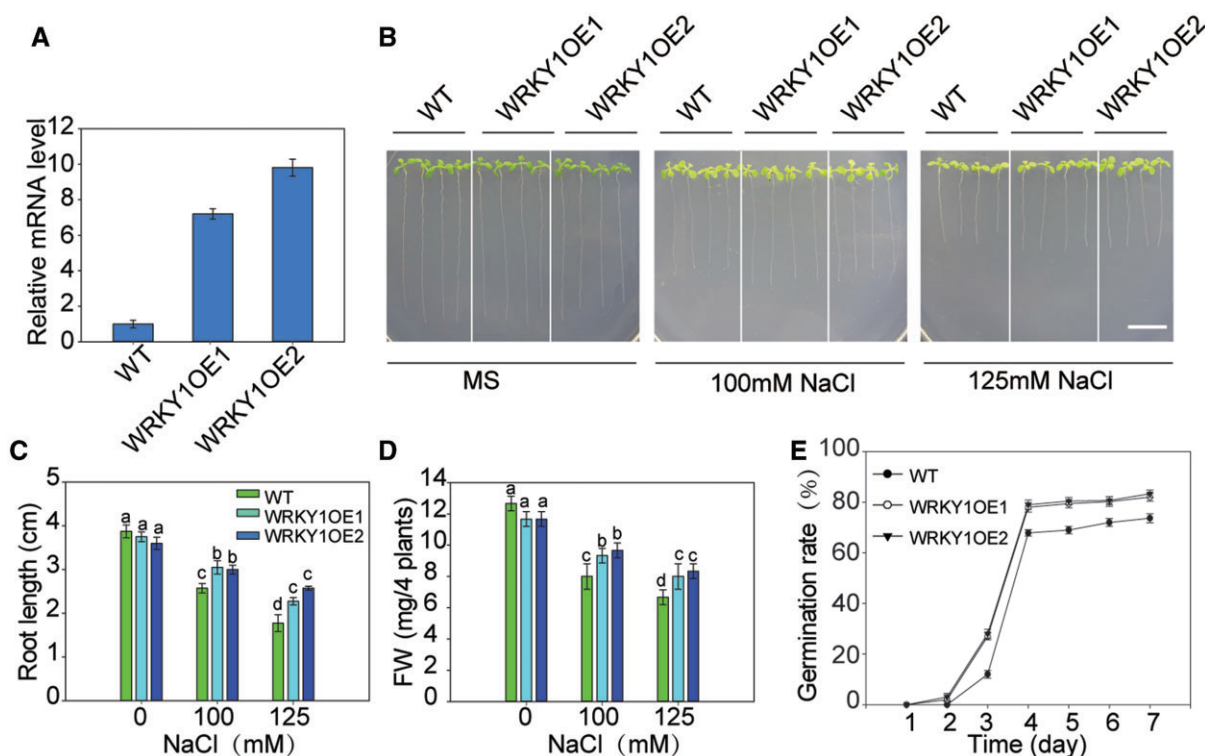 A
Relative mRNA level
12
10
8
6
4
2
0
WT
WRKY1OE1
WRKY1OE2
B
WT
WRKY1OE1
WRKY1OE2
WT
WRKY1OE1
WRKY1OE2
WT
WRKY1OE1
WRKY1OE2
MS
100mM NaCl
125mM NaCl
C
Root length (cm)
5
4
3
2
1
0
WT
WRKY1OE1
WRKY1OE2
a a a
c b b
d c c
0 100 125
NaCl (mM)
D
FW (mg/4 plants)
14
12
10
8
6
4
2
0
a a a
c b b
d c c
0 100 125
NaCl (mM)
E
Germination rate (%)
100
80
60
40
20
0
WT
WRKY1OE1
WRKY1OE2
1 2 3 4 5 6 7
Time (day)